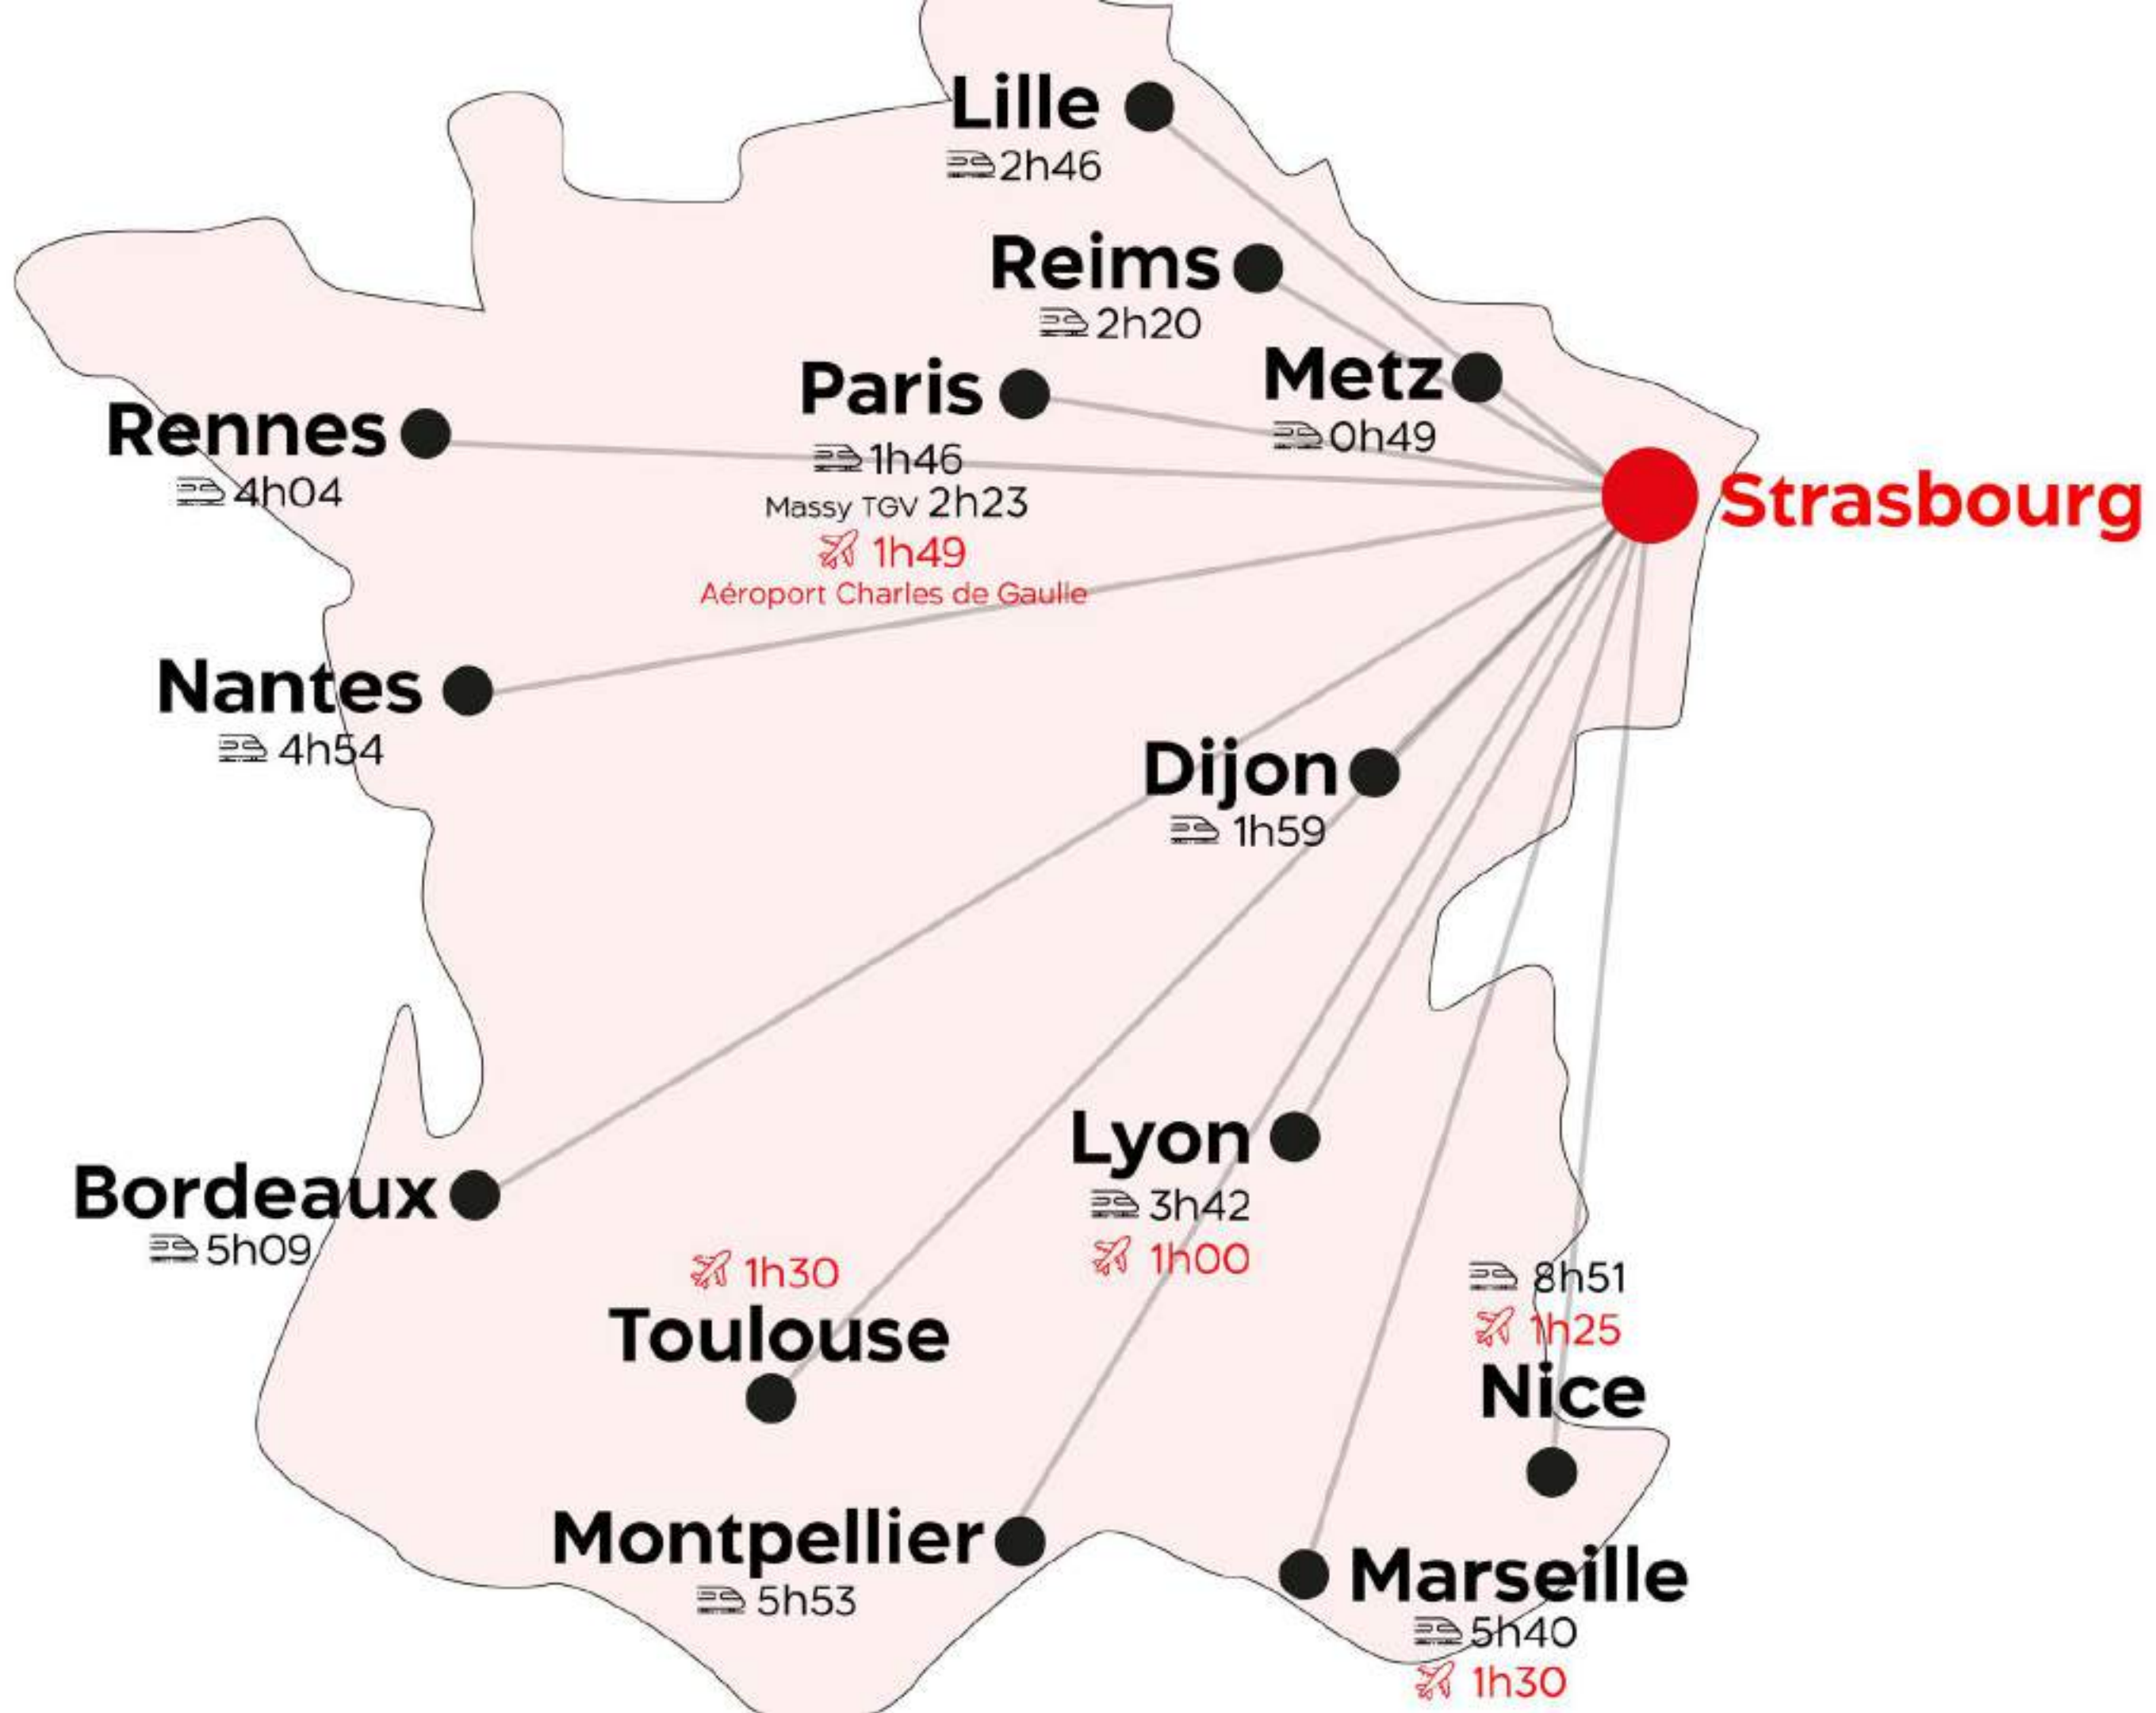 Lille
2h46
Reims
2h20
Metz
0h49
Paris
1h46
Massy TGV 2h23
1h49
Aéroport Charles de Gaulle
Rennes
4h04
Strasbourg
Nantes
4h54
Dijon
1h59
Lyon
3h42
1h00
Bordeaux
5h09
1h30
Toulouse
8h51
1h25
Nice
Montpellier
5h53
Marseille
5h40
1h30